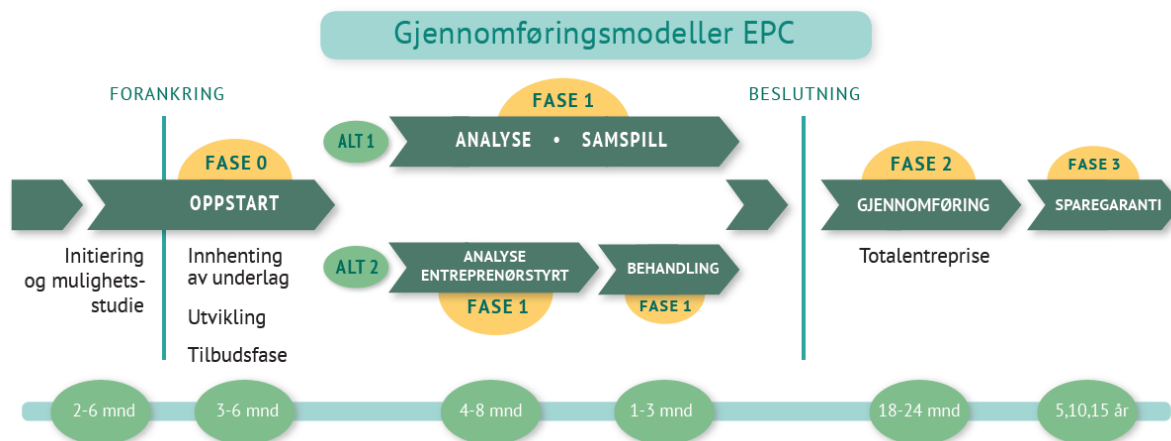 Gjennomføringsmodeller EPC
FORANKRING
BESLUTNING
FASE 0
OPPSTART
Initiering
og mulighets-
studie
Innhenting
av underlag
Utvikling
Tilbudsfase
ALT 1
FASE 1
ANALYSE • SAMSPILL
ALT 2
ANALYSE
ENTREPRENØRSTYRT
FASE 1
BEHANDLING
FASE 1
FASE 2
GJENNOMFØRING
Totalentreprise
FASE 3
SPAREGARANTI
2-6 mnd
3-6 mnd
4-8 mnd
1-3 mnd
18-24 mnd
5,10,15 år